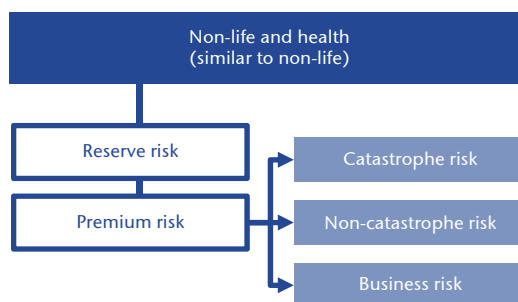 Non-life and health
(similar to non-life)
Reserve risk
Premium risk
Catastrophe risk
Non-catastrophe risk
Business risk